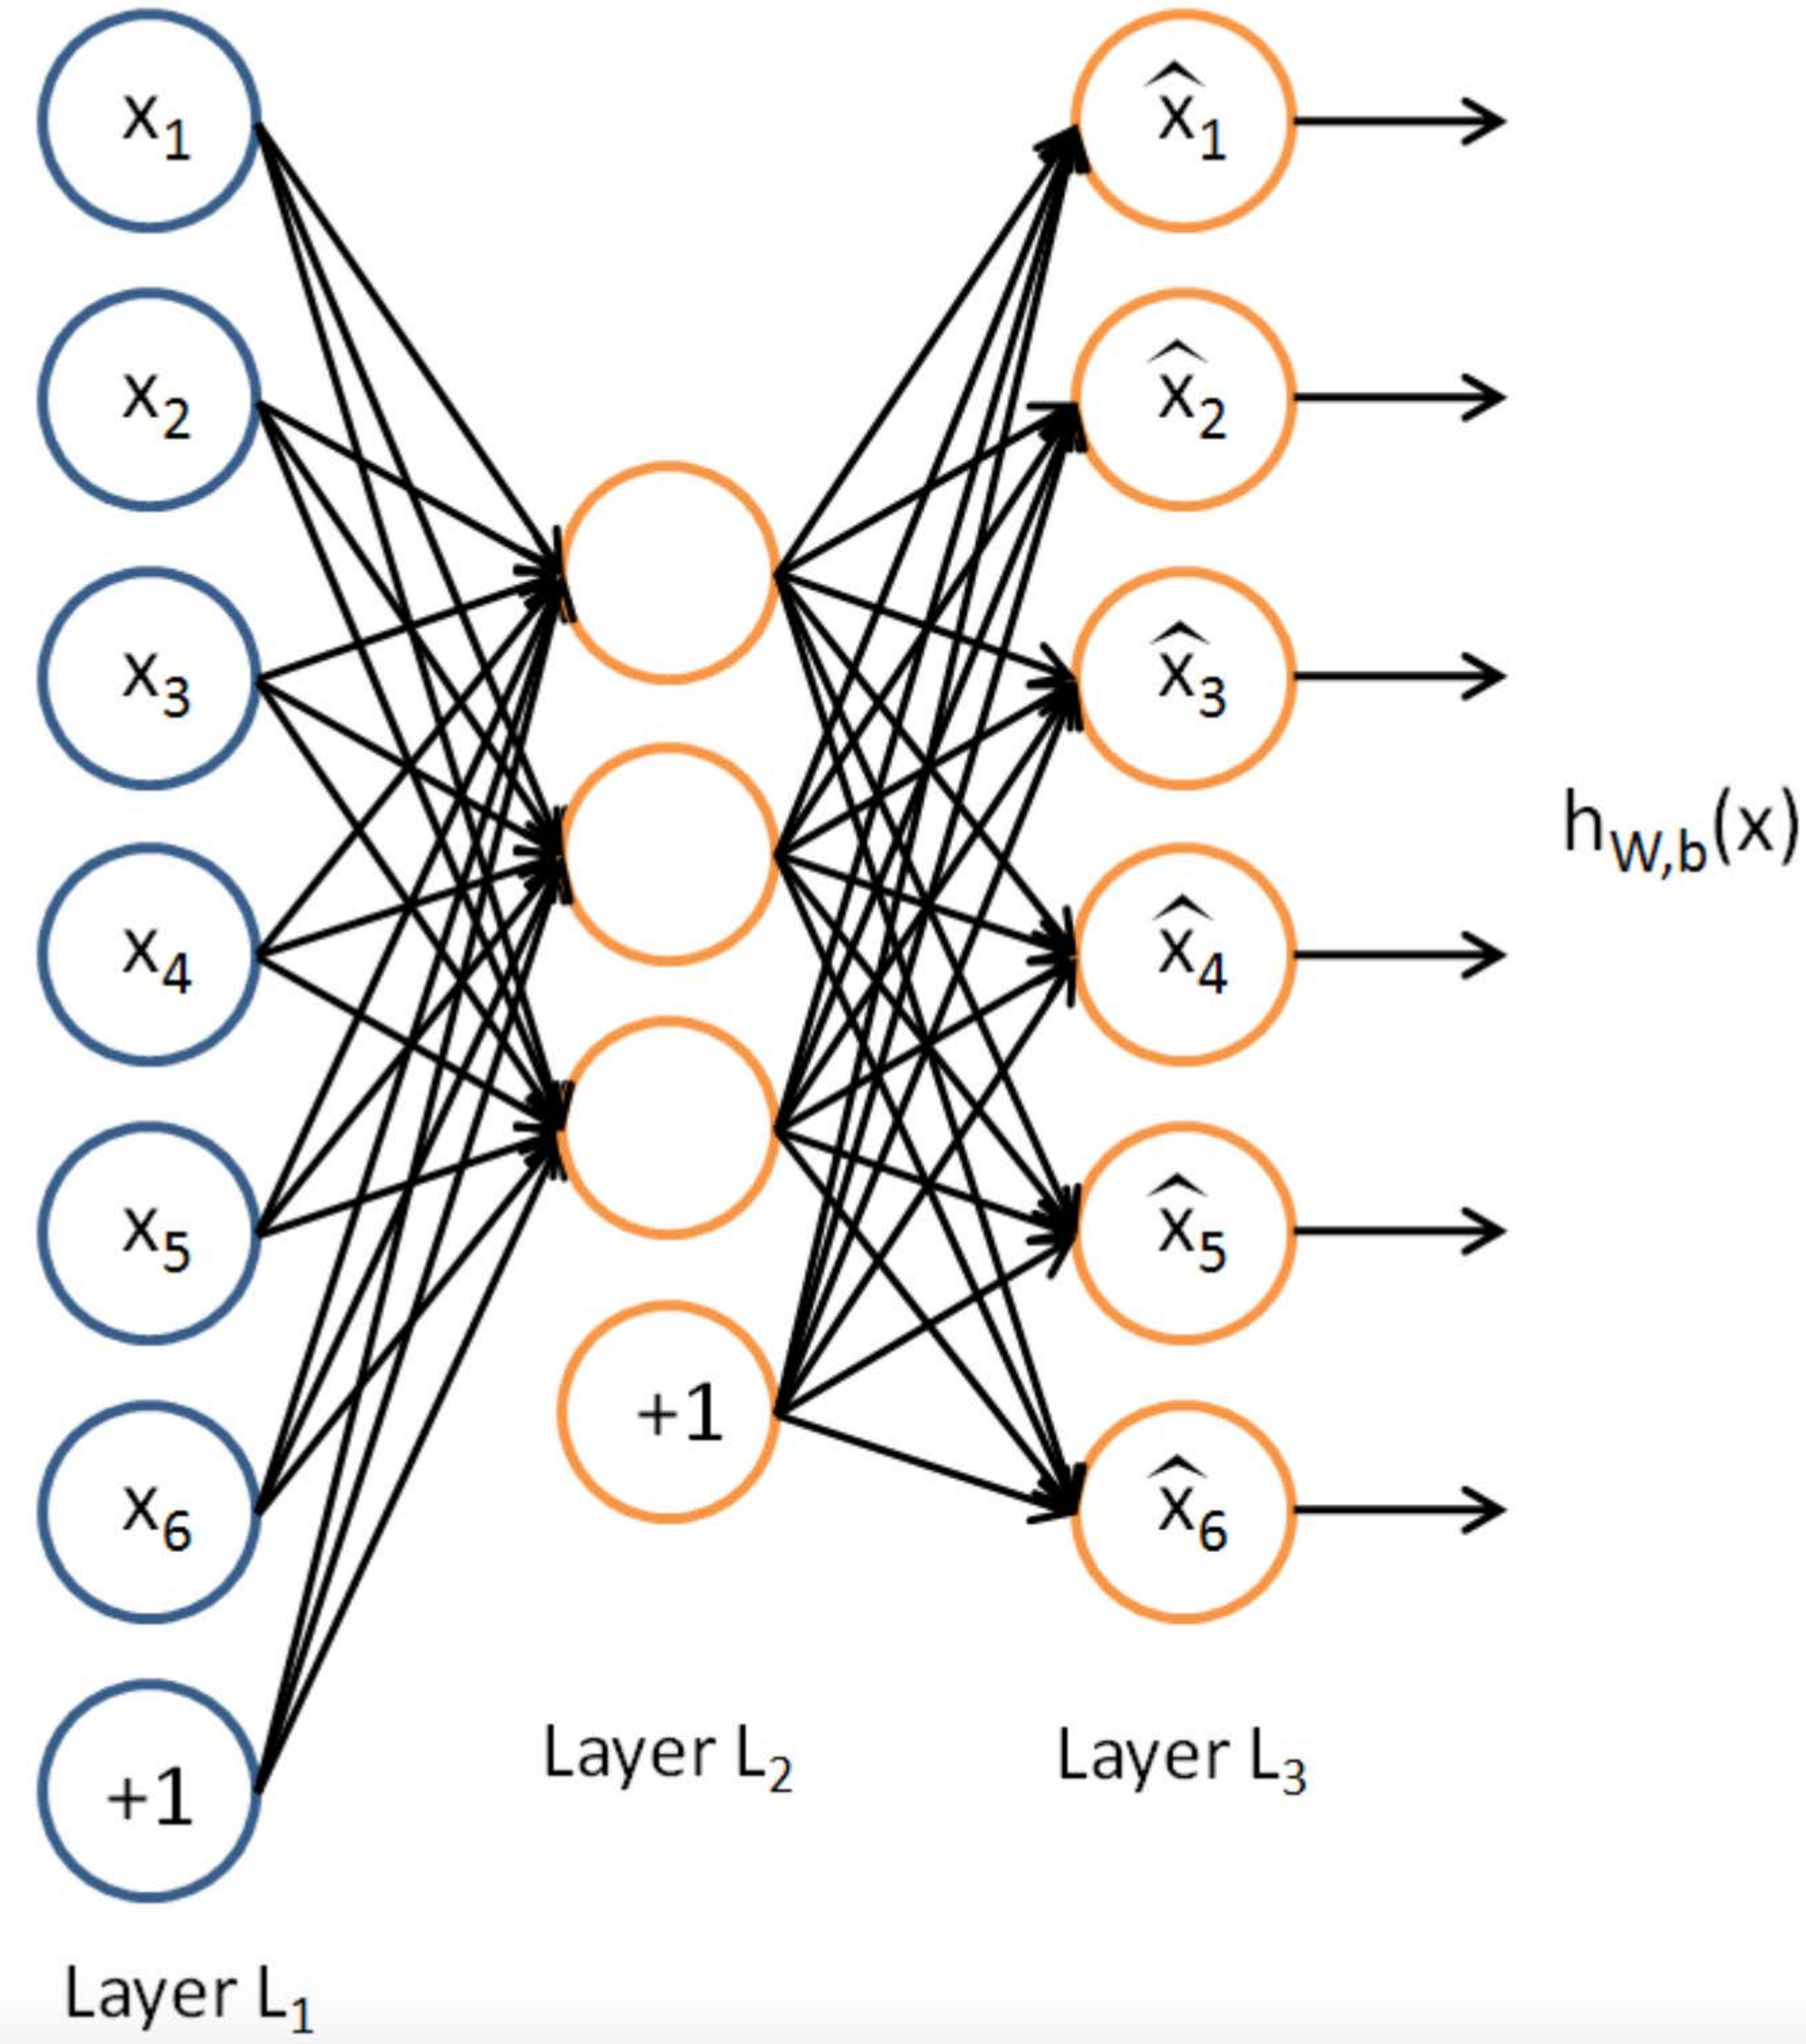 x₁
x₂
x₃
x₄
x₅
x₆
+1
Layer L₁
+1
Layer L₂
x̂₁
x̂₂
x̂₃
x̂₄
x̂₅
x̂₆
Layer L₃
h_W,b(x)